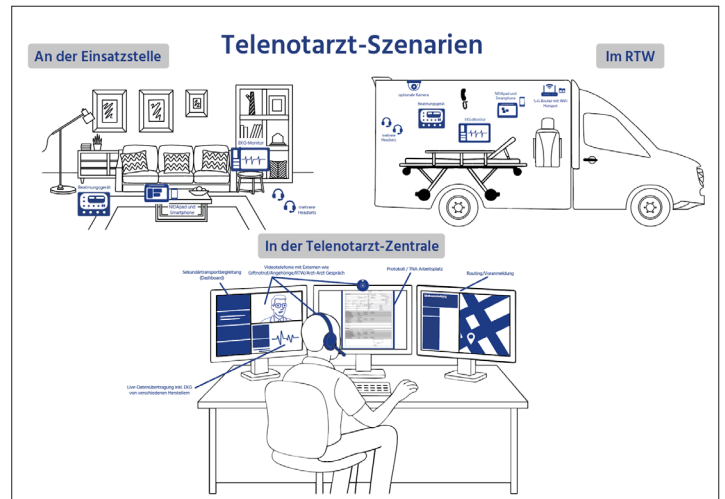 Telenotarzt-Szenarien
An der Einsatzstelle
Im RTW
EKG-Monitor
Beatmungsgerät
NIDApad und
Smartphone
mehrere
Headsets
optionale Kamera
Beatmungsgerät
NIDApad und
Smartphone
5-G Router mit WiFi
Hotspot
EKG-Monitor
mehrere
Headsets
In der Telenotarzt-Zentrale
Sekundärtransportbegleitung
(Dashboard)
Videotelefonie mit Externen wie
Giftnotruf/Angehörige/RTW/Arzt-Arzt Gespräch
Protokoll / TNA Arbeitsplatz
Routing/Voranmeldung
Live-Datenübertragung inkl. EKG
von verschiedenen Herstellern